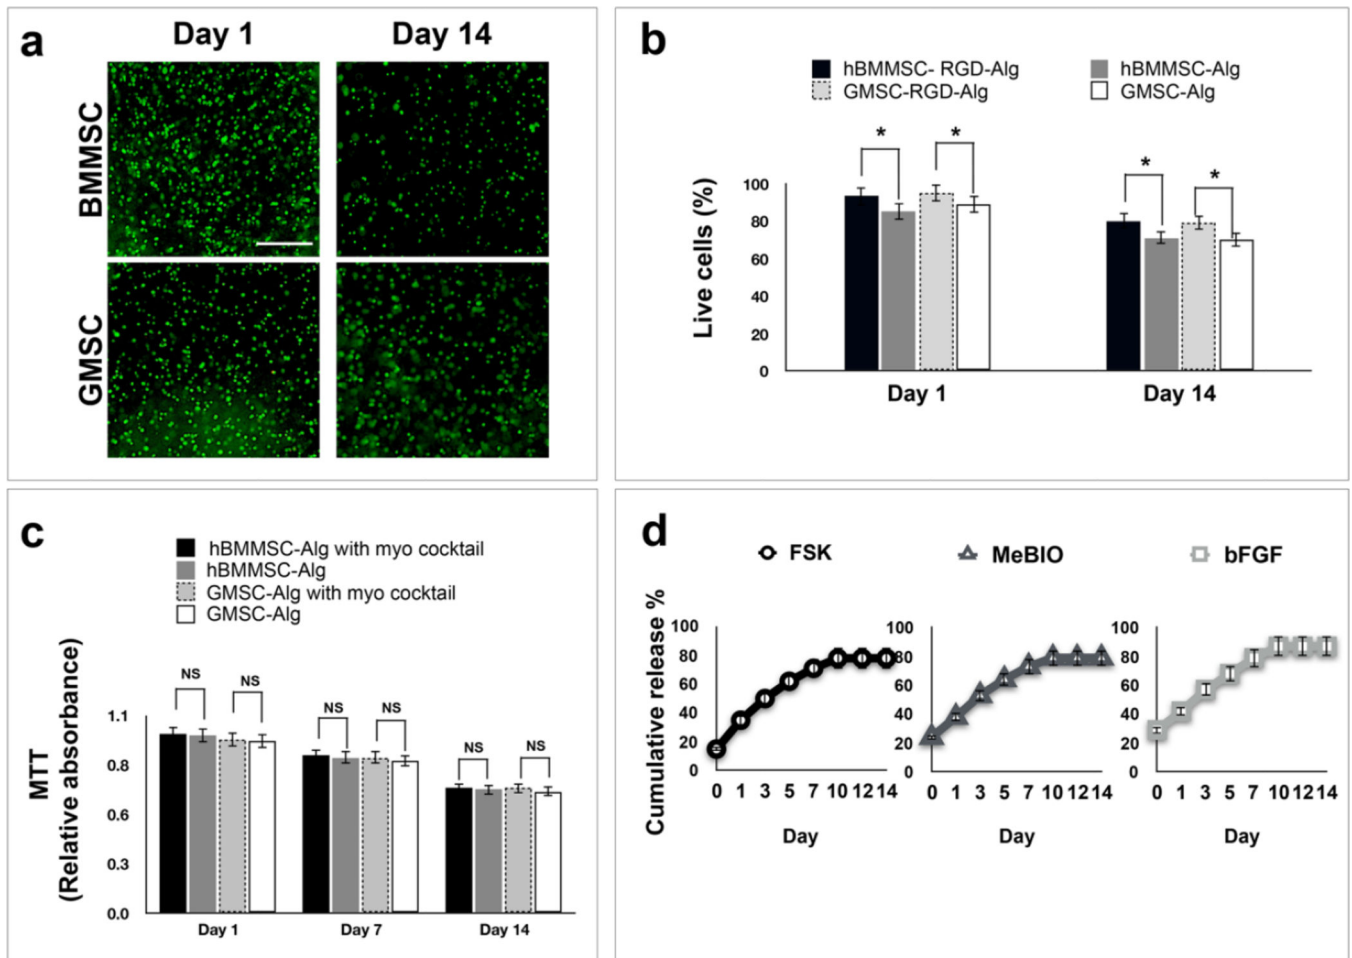 a
Day 1
Day 14
BMMSC
GMSC
b
hBMMSC- RGD-Alg
hBMMSC-Alg
GMSC-RGD-Alg
GMSC-Alg
* * * *
Live cells (%)
100
80
60
40
20
0
Day 1
Day 14
c
hBMMSC-Alg with myo cocktail
hBMMSC-Alg
GMSC-Alg with myo cocktail
GMSC-Alg
MTT
(Relative absorbance)
NS NS NS NS NS NS
1.1
0.8
0.6
0.3
0.0
Day 1
Day 7
Day 14
d
FSK
MeBIO
bFGF
Cumulative release %
100
80
60
40
20
0
0 1 3 5 7 10 12 14
Day
100
80
60
40
20
0
0 1 3 5 7 10 12 14
Day
100
80
60
40
20
0
0 1 3 5 7 10 12 14
Day